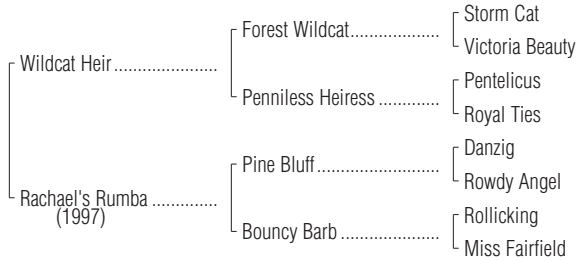 Storm Cat
Forest Wildcat....................
Victoria Beauty
Wildcat Heir.......................
Pentelicus
Penniless Heiress .............
Royal Ties
Danzig
Pine Bluff...........................
Rowdy Angel
Rachael's Rumba ..............
(1997)
Rollicking
Bouncy Barb .....................
Miss Fairfield